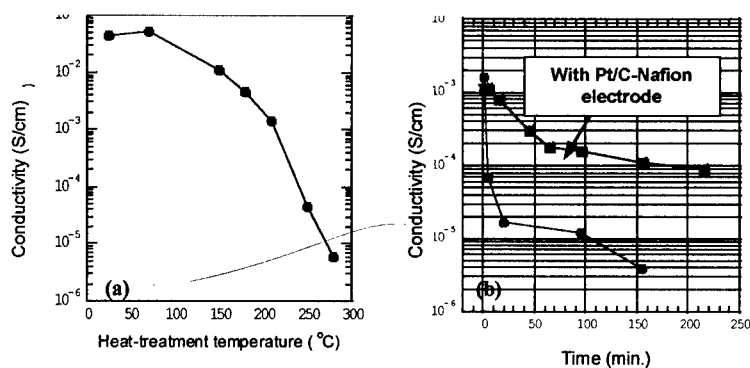 10
10⁻²
10⁻³
10⁻⁴
10⁻⁵
10⁻⁶
Conductivity (S/cm)
(a)
0 50 100 150 200 250 300
Heat-treatment temperature (°C)
10
10⁻³
10⁻⁴
10⁻⁵
10⁻⁶
Conductivity (S/cm)
With Pt/C-Nafion
electrode
(b)
0 50 100 150 200 250
Time (min.)